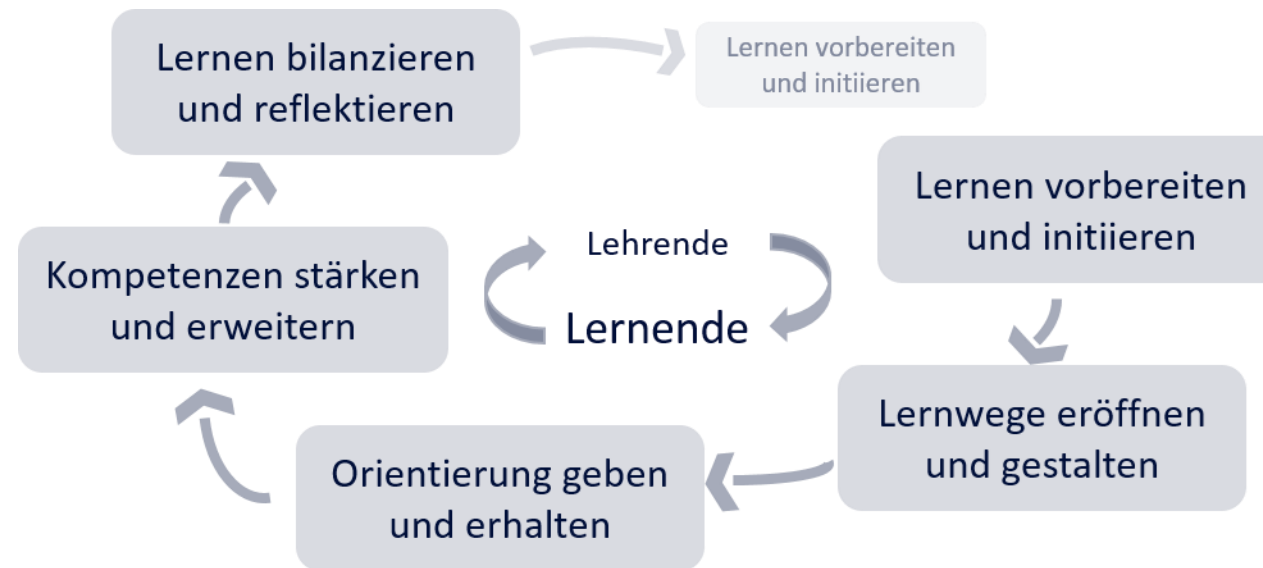 Lernen bilanzieren
und reflektieren
Lernen vorbereiten
und initiieren
Lernen vorbereiten
und initiieren
Lehrende
Lernende
Kompetenzen stärken
und erweitern
Lernwege eröffnen
und gestalten
Orientierung geben
und erhalten